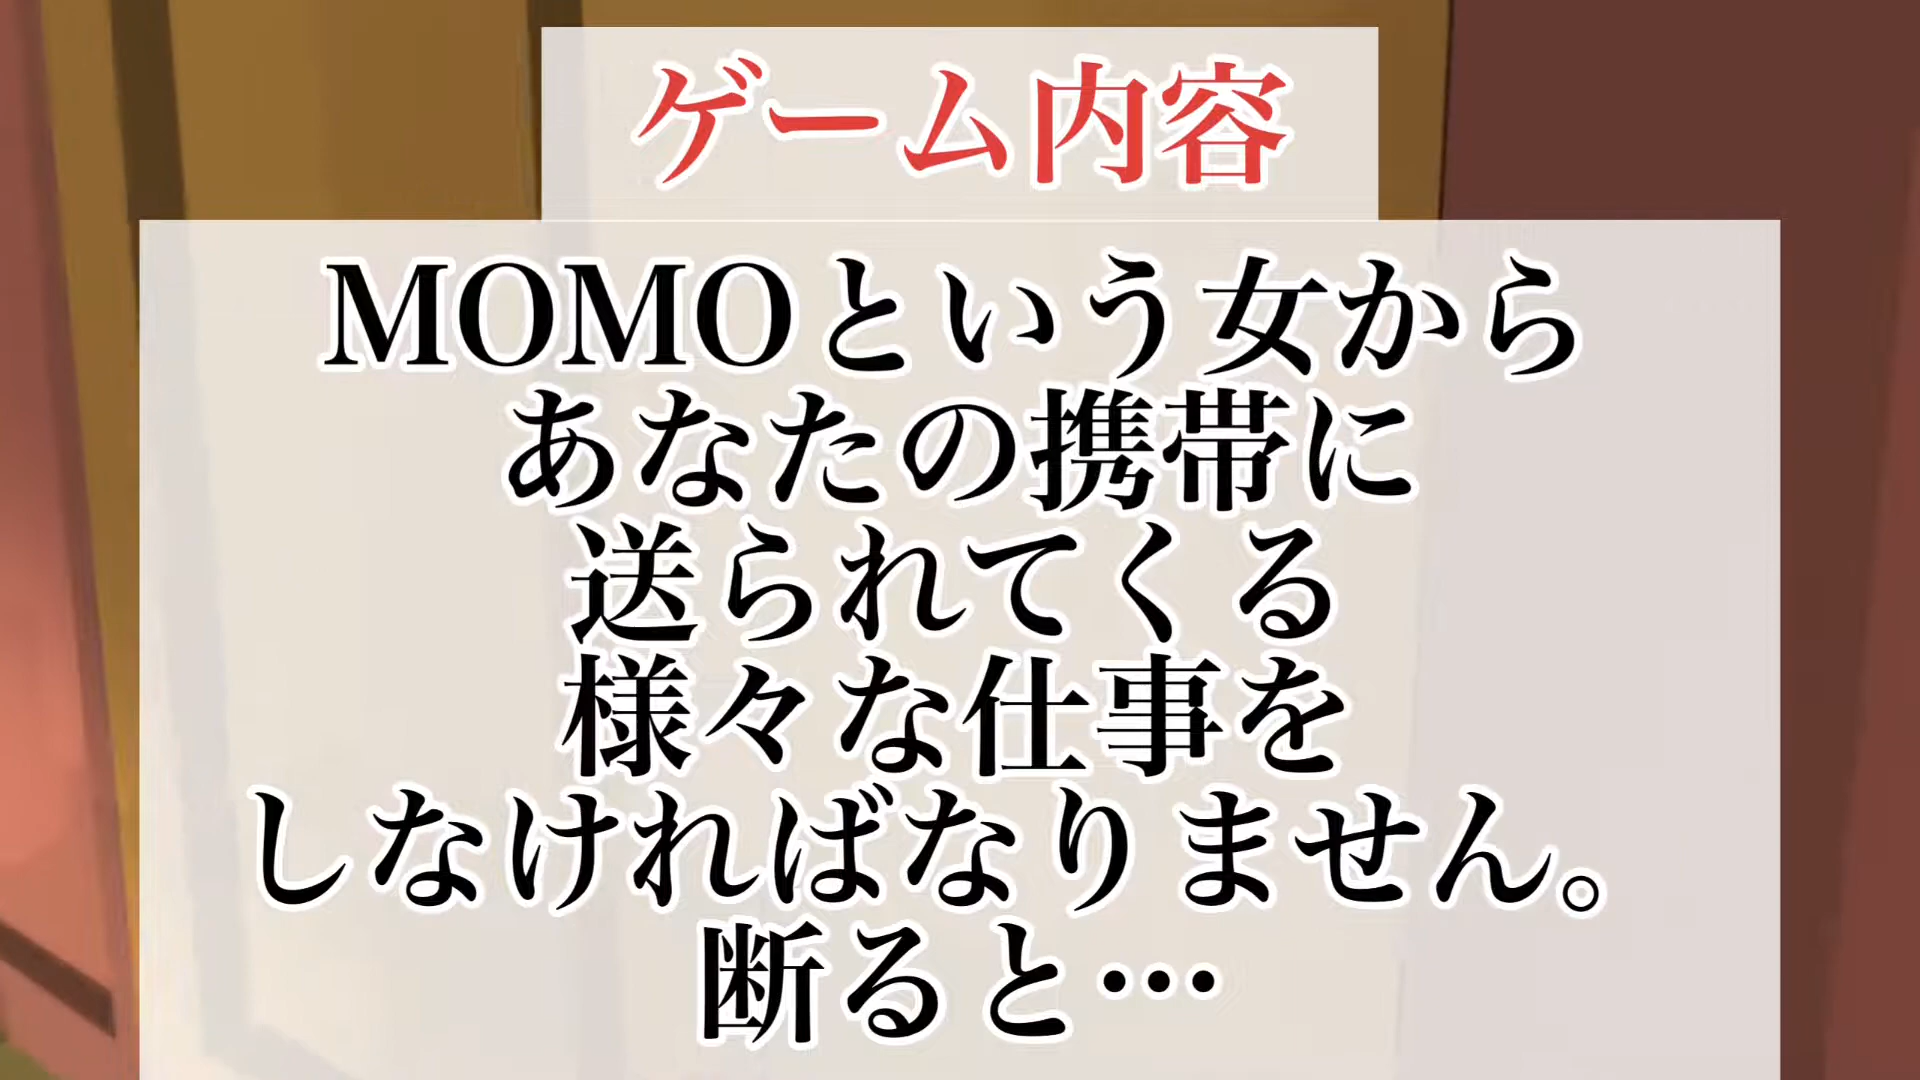 ゲーム内容
MOMOという女から
あなたの携帯に
送られてくる
様々な仕事を
しなければなりません。
断ると…